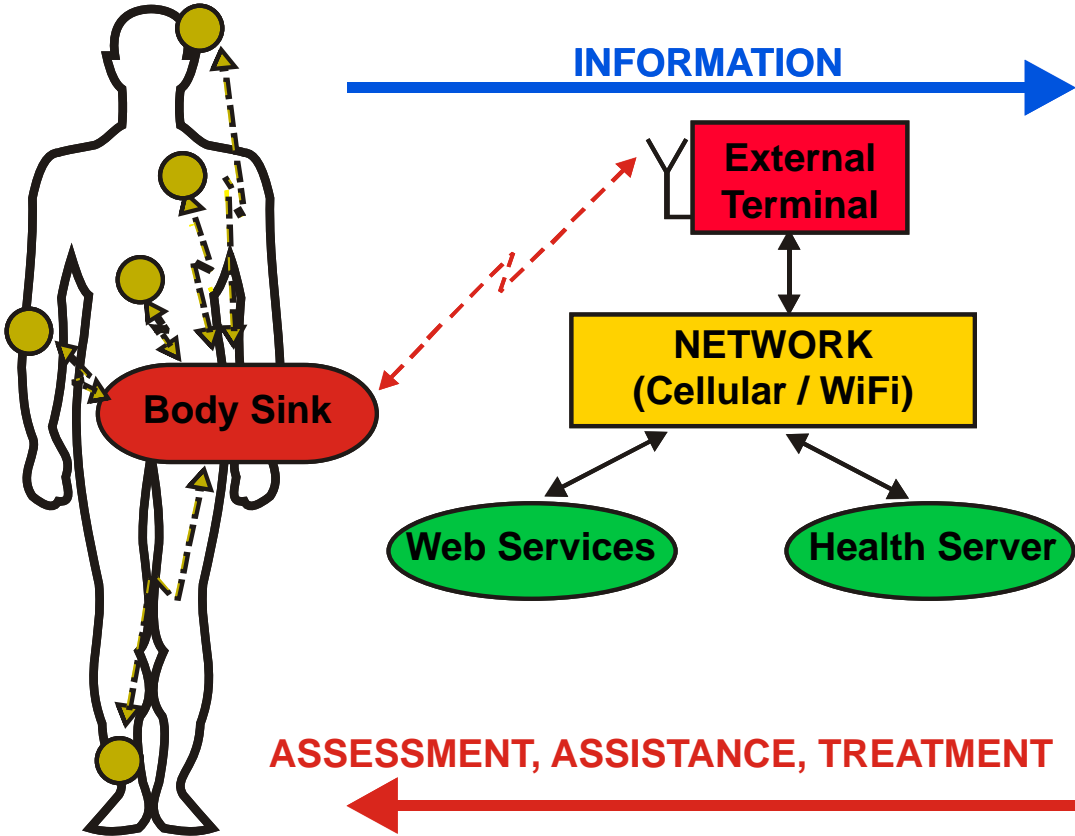 INFORMATION
External
Terminal
NETWORK
(Cellular / WiFi)
Body Sink
Web Services
Health Server
ASSESSMENT, ASSISTANCE, TREATMENT